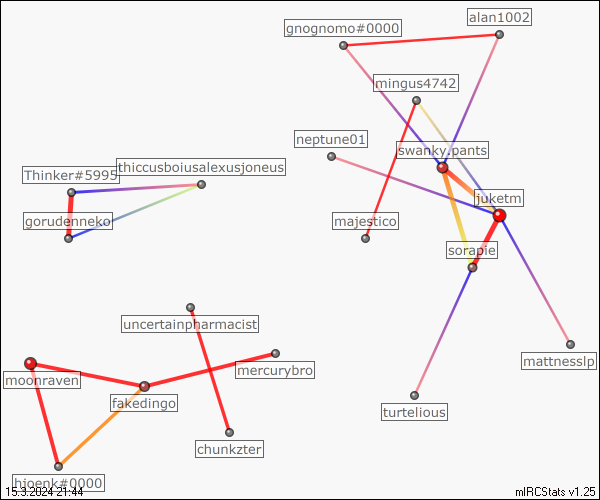 alan1002
gnognomo#0000
mingus4742
neptune01
swanky.pants
thiccusboiusalexusjoneus
Thinker#5995
juketm
gorudenneko
majestico
sorapie
uncertainpharmacist
mattnesslp
mercurybro
moonraven
fakedingo
turtelious
chunkzter
hjoenk#0000
15.3.2024 21:44
mIRCStats v1.25